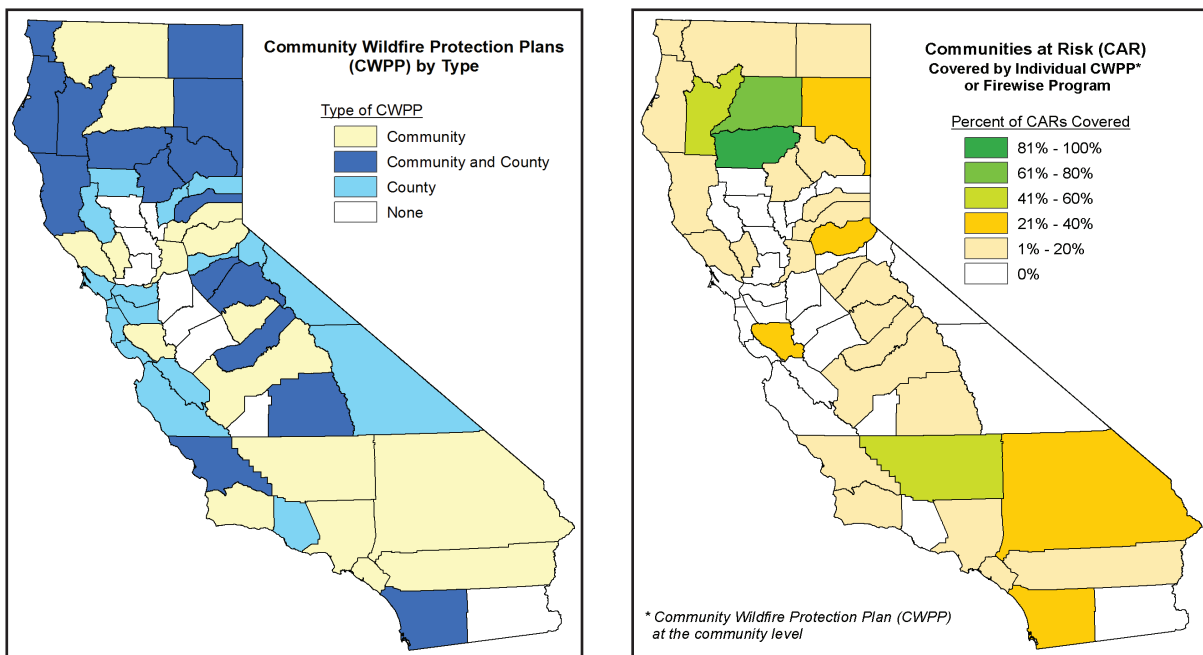 Community Wildfire Protection Plans
(CWPP) by Type
Type of CWPP
Community
Community and County
County
None
Communities at Risk (CAR)
Covered by Individual CWPP*
or Firewise Program
Percent of CARs Covered
81% - 100%
61% - 80%
41% - 60%
21% - 40%
1% - 20%
0%
* Community Wildfire Protection Plan (CWPP)
at the community level